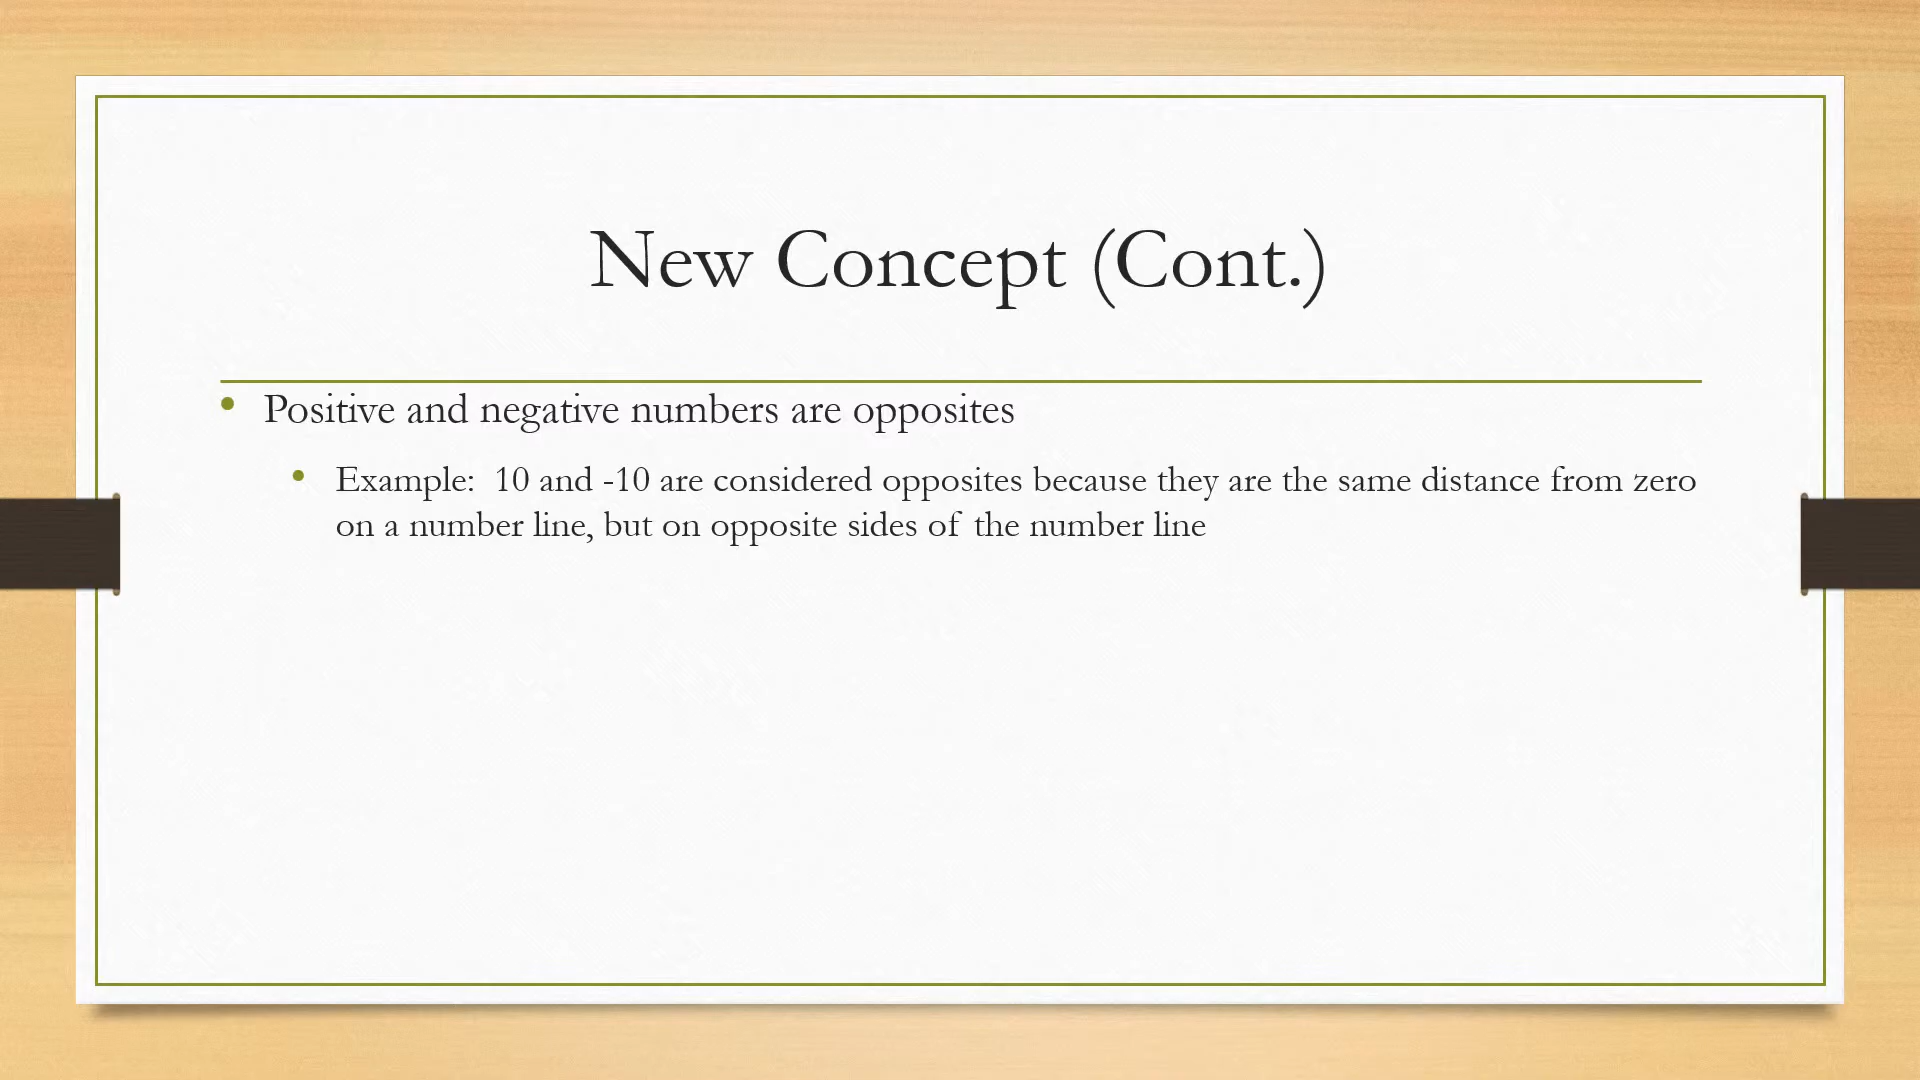 New Concept (Cont.)
• Positive and negative numbers are opposites
• Example:  10 and -10 are considered opposites because they are the same distance from zero
on a number line, but on opposite sides of the number line